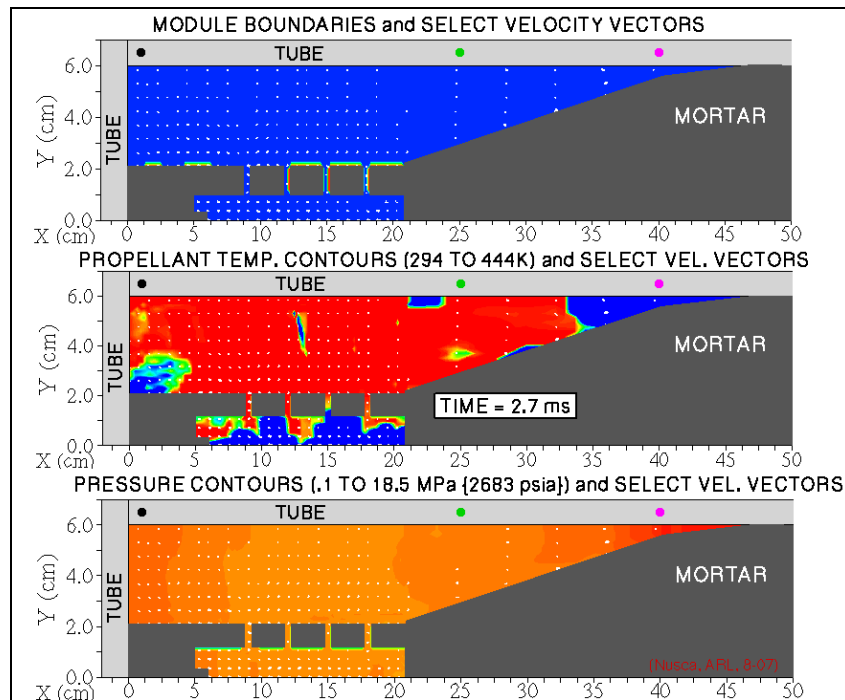 MODULE BOUNDARIES and SELECT VELOCITY VECTORS
TUBE
TUBE
MORTAR
Y (cm)
6.0
4.0
2.0
0.0
X (cm)
0 5 10 15 20 25 30 35 40 45 50
PROPELLANT TEMP. CONTOURS (294 TO 444K) and SELECT VEL. VECTORS
TUBE
TUBE
MORTAR
TIME = 2.7 ms
Y (cm)
6.0
4.0
2.0
0.0
X (cm)
0 5 10 15 20 25 30 35 40 45 50
PRESSURE CONTOURS (.1 TO 18.5 MPa {2683 psia}) and SELECT VEL. VECTORS
TUBE
TUBE
MORTAR
Y (cm)
6.0
4.0
2.0
0.0
(Nusca, ARL, 8-07)
X (cm)
0 5 10 15 20 25 30 35 40 45 50